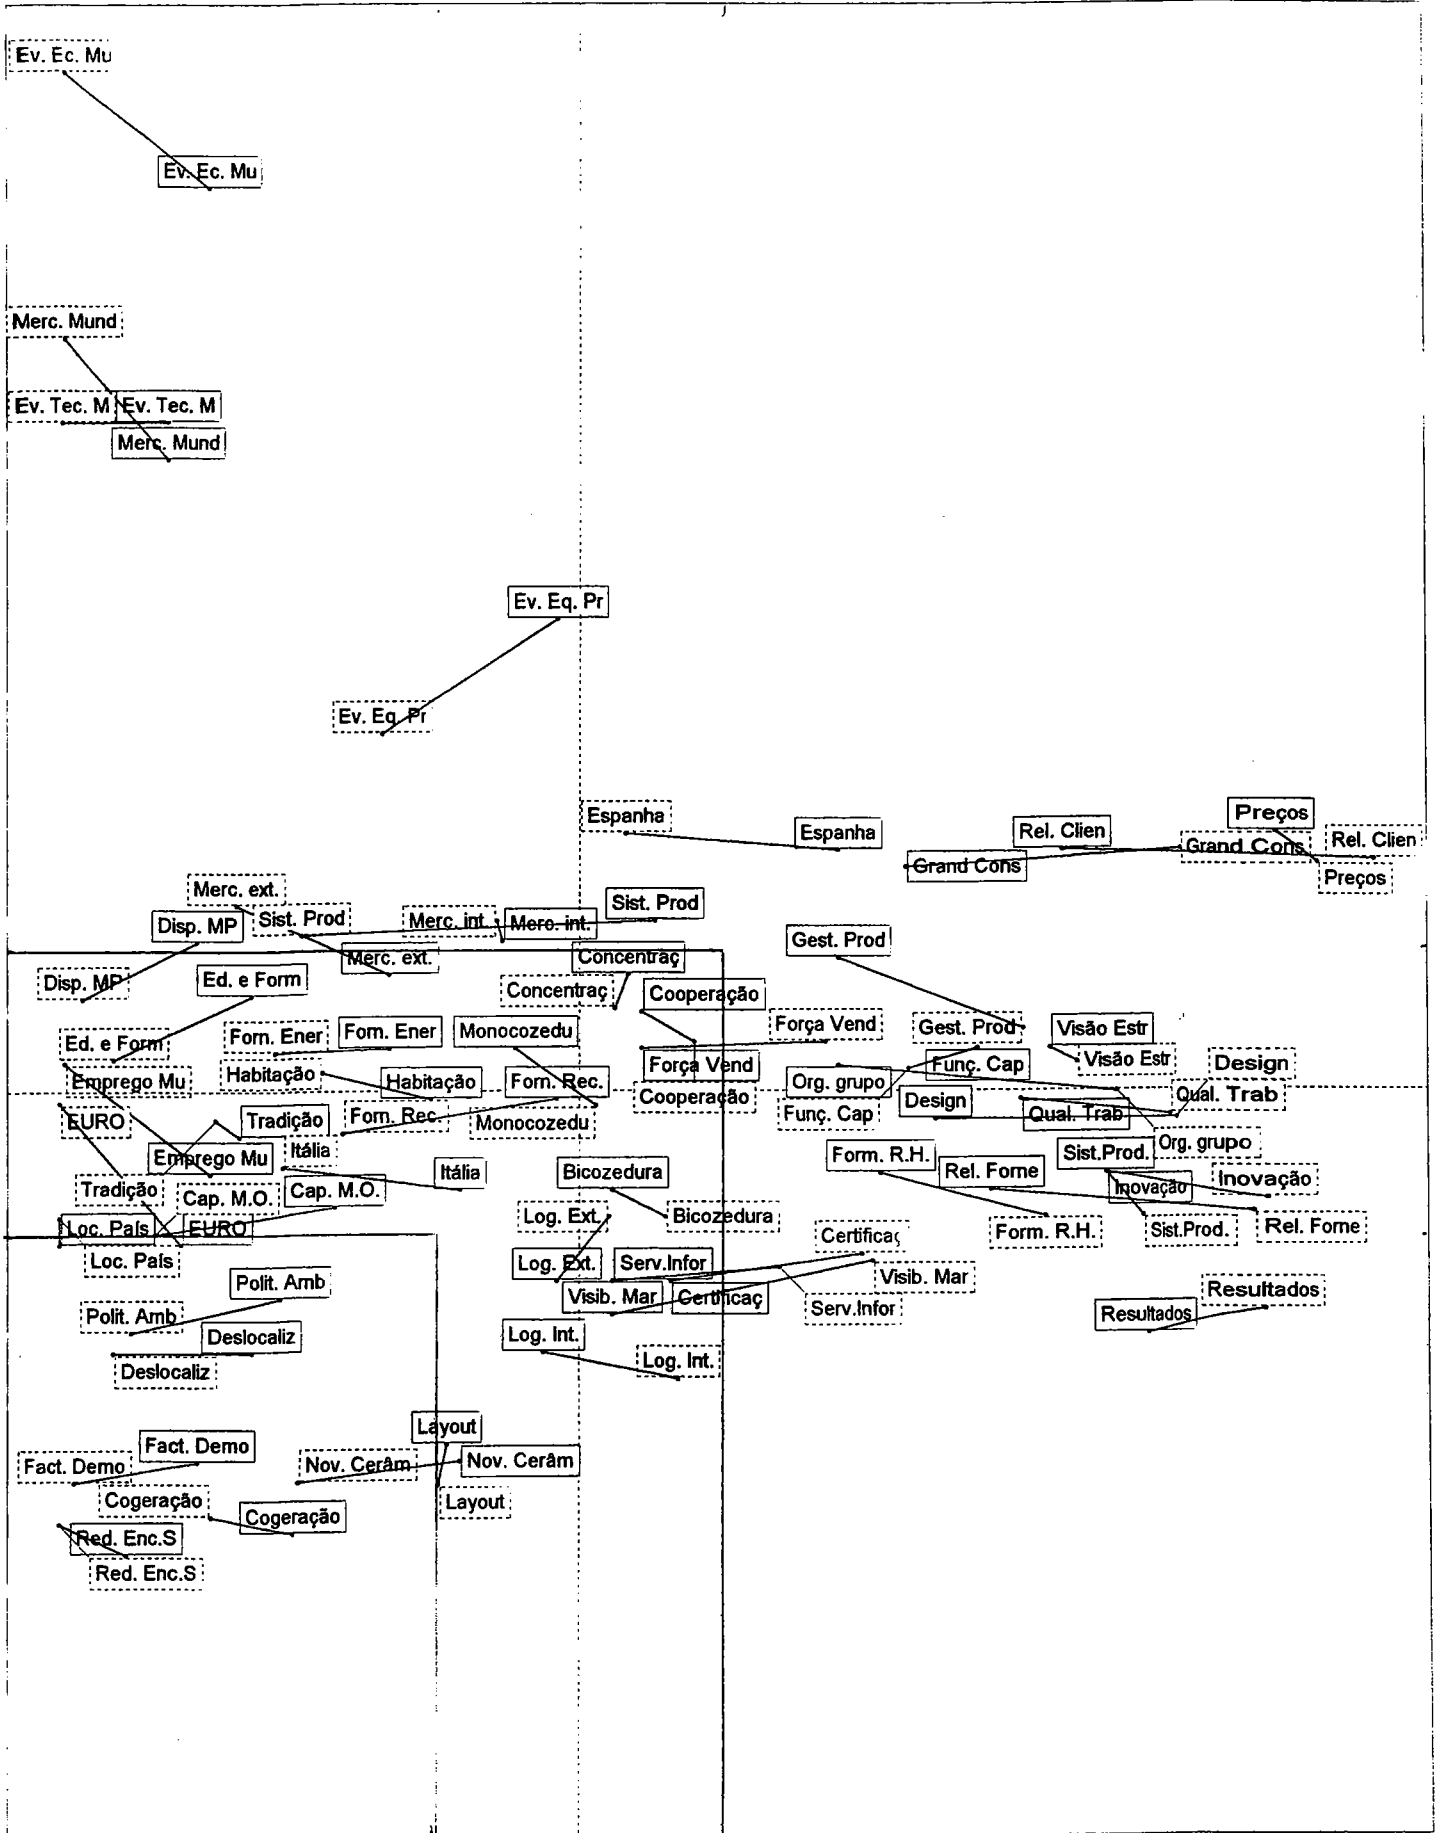 Ev. Ec. Mu
Ev. Ec. Mu
Merc. Mund
Ev. Tec. M
Ev. Tec. M
Merc. Mund
Ev. Eq. Pr
Ev. Eq. Pr
Espanha
Espanha
Rel. Clien
Preços
Grand Cons
Rel. Clien
Grand Cons
Preços
Merc. ext.
Sist. Prod
Merc. int.
Merc. int.
Sist. Prod
Disp. MP
Merc. ext.
Concentraç
Gest. Prod
Disp. MP
Ed. e Form
Concentraç
Cooperação
Ed. e Form
Forn. Ener
Forn. Ener
Monocozedu
Força Vend
Gest. Prod
Visão Estr
Visão Estr
Emprego Mu
Habitação
Habitação
Forn. Rec.
Força Vend
Org. grupo
Funç. Cap
Design
Cooperação
Qual. Trab
EURO
Tradição
Forn. Rec.
Monocozedu
Funç. Cap
Design
Qual. Trab
Emprego Mu
Itália
Itália
Bicozedura
Form. R.H.
Rel. Forne
Sist.Prod.
Org. grupo
Tradição
Cap. M.O.
Cap. M.O.
Inovação
Inovação
Loc. País
EURO
Log. Ext.
Bicozedura
Certificaç
Form. R.H.
Sist.Prod.
Rel. Forne
Loc. País
Log. Ext.
Serv.Infor
Polit. Amb
Visib. Mar
Certificaç
Visib. Mar
Resultados
Polit. Amb
Serv.Infor
Resultados
Deslocaliz
Log. Int.
Deslocaliz
Log. Int.
Layout
Fact. Demo
Fact. Demo
Nov. Cerâm
Nov. Cerâm
Cogeração
Cogeração
Layout
Red. Enc.S
Red. Enc.S